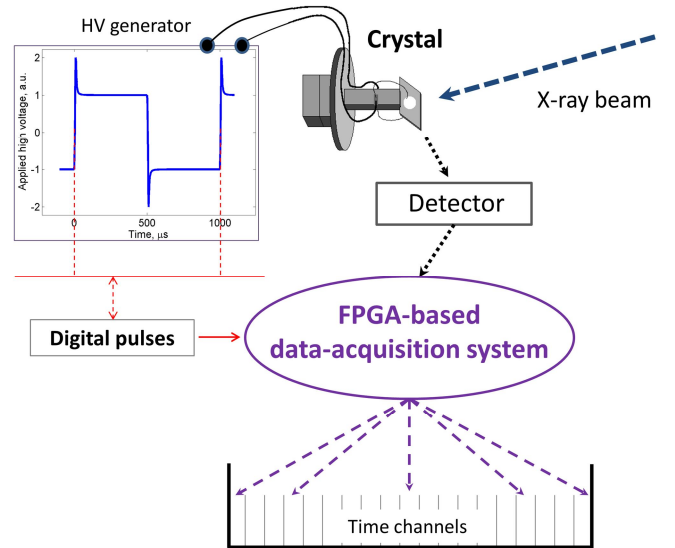 HV generator
Crystal
X-ray beam
Applied high voltage, a.u.
2
1
0
-1
-2
0
500
1000
Time, μs
Detector
FPGA-based
data-acquisition system
Digital pulses
Time channels